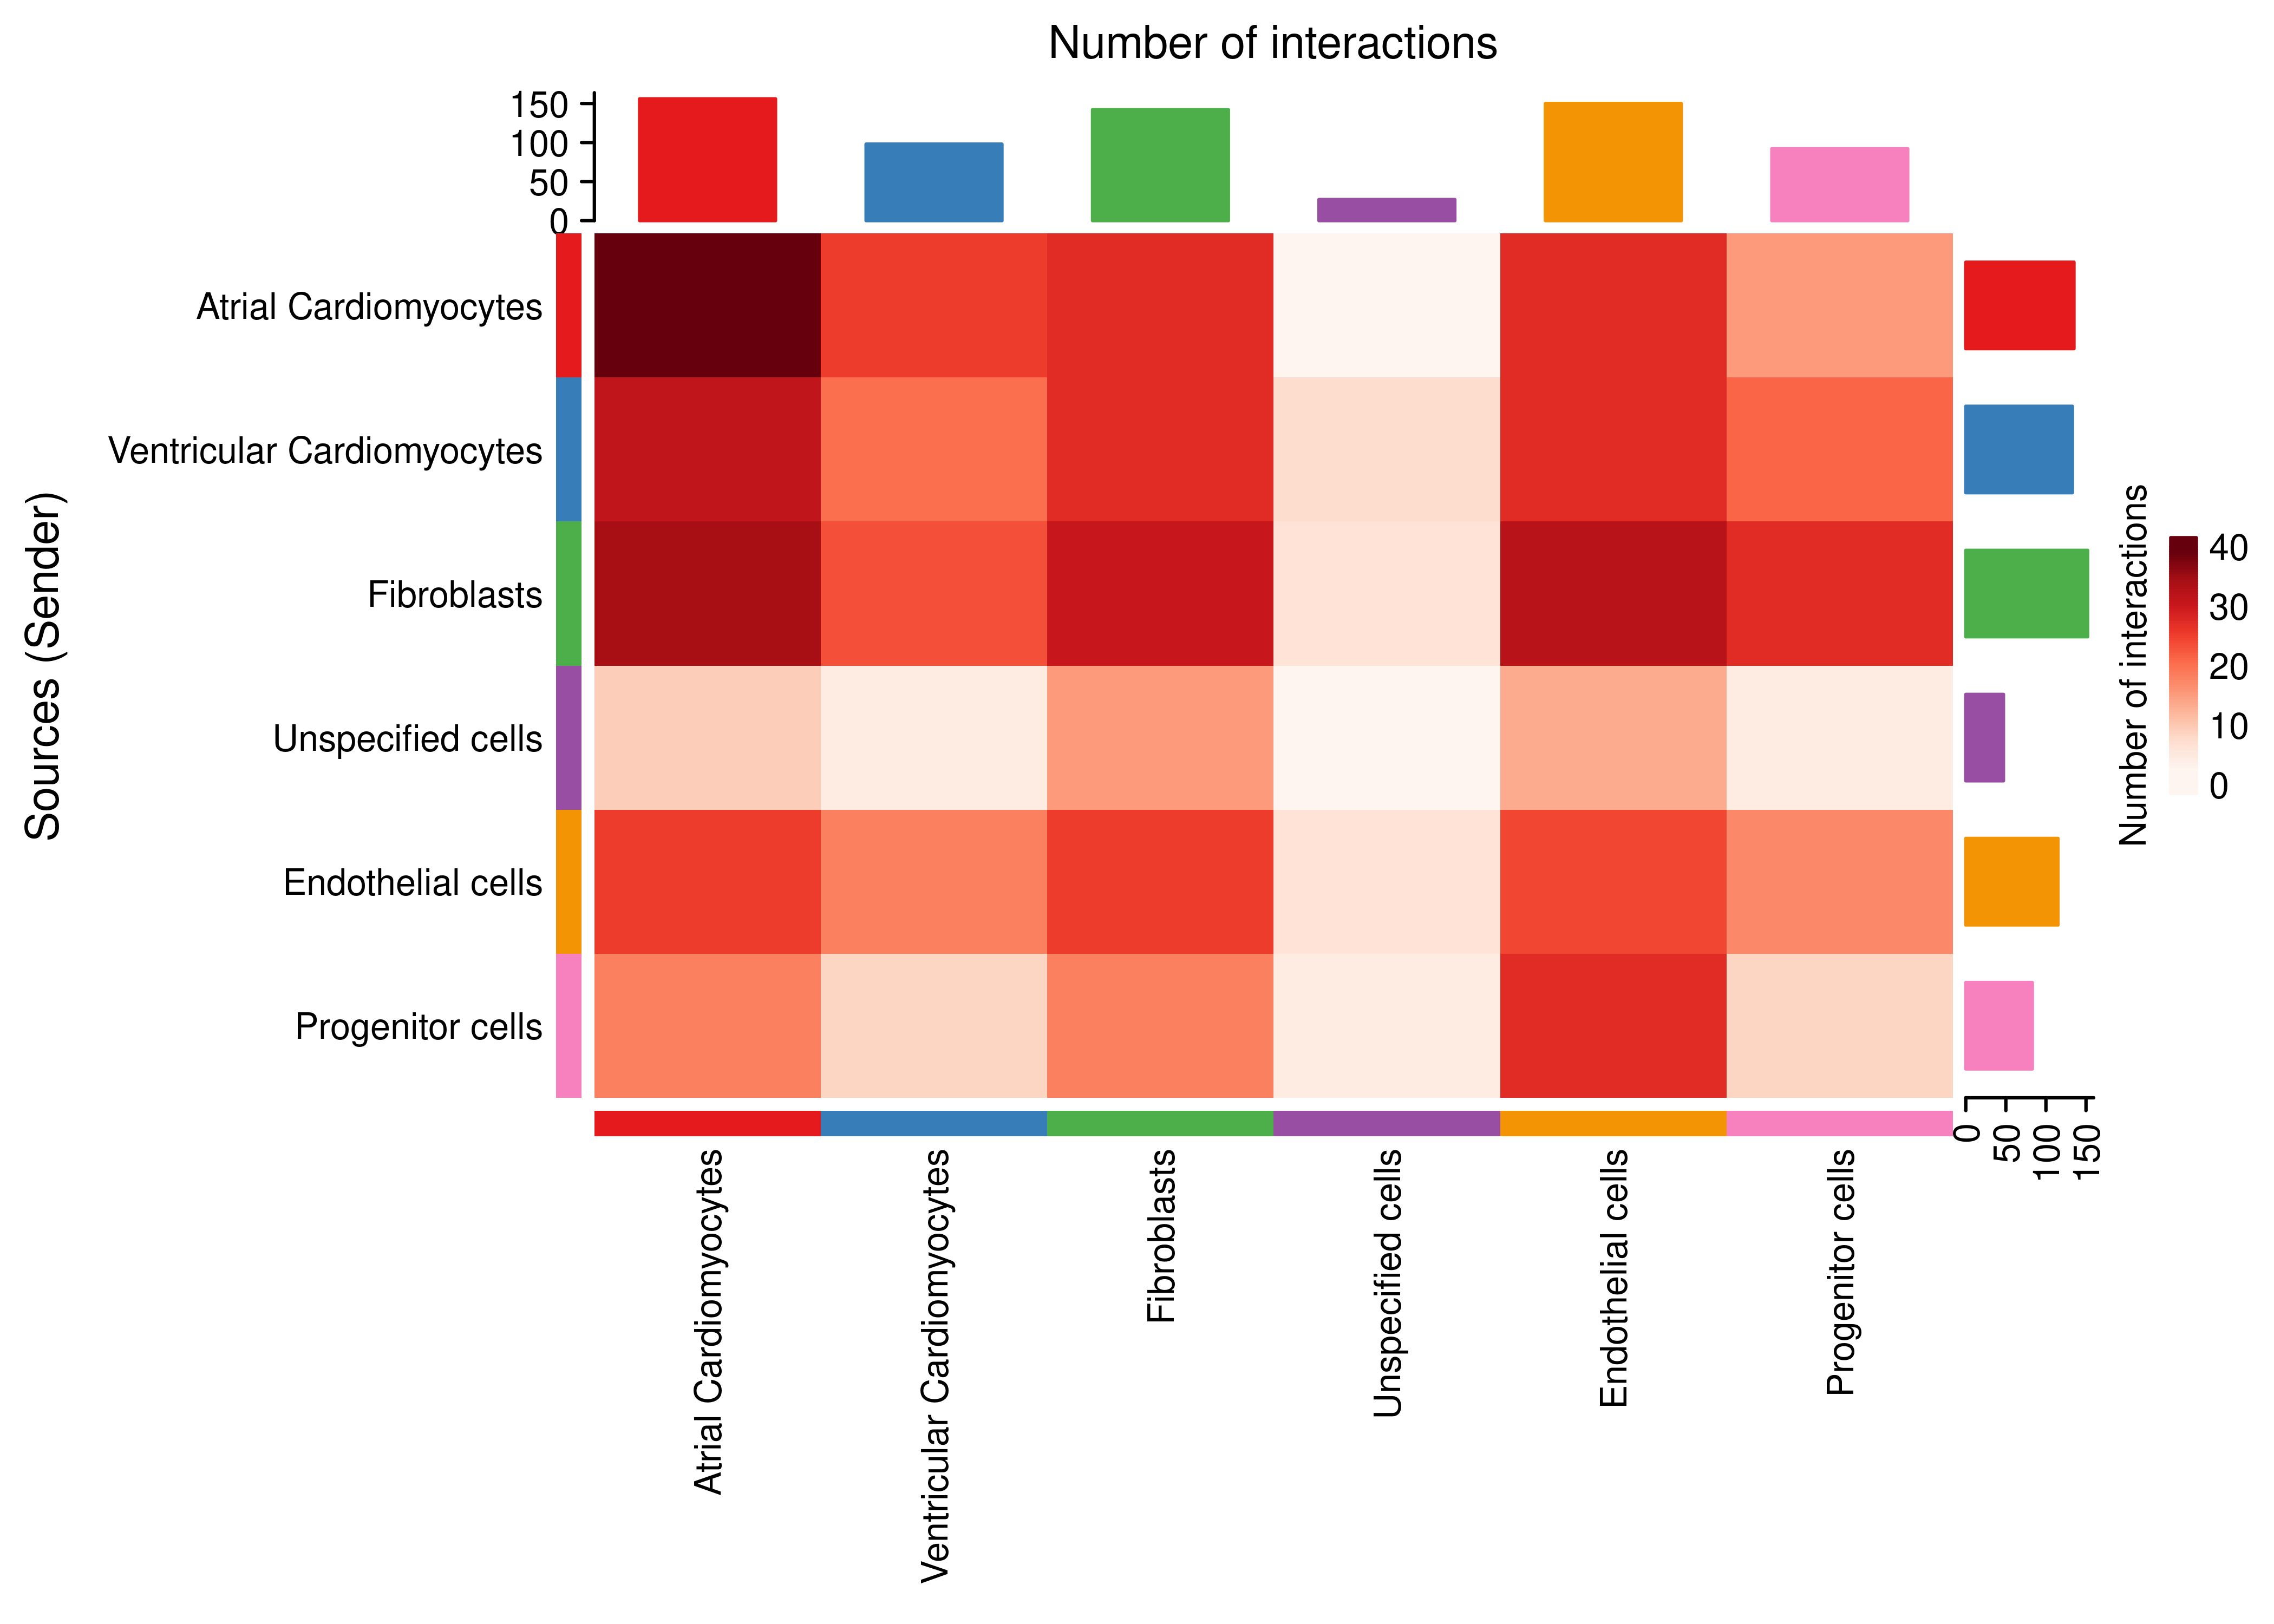 Number of interactions
150
100
50
0
Atrial Cardiomyocytes
Ventricular Cardiomyocytes
Fibroblasts
Unspecified cells
Endothelial cells
Progenitor cells
Sources (Sender)
Atrial Cardiomyocytes
Ventricular Cardiomyocytes
Fibroblasts
Unspecified cells
Endothelial cells
Progenitor cells
0
50
100
150
Number of interactions
40
30
20
10
0